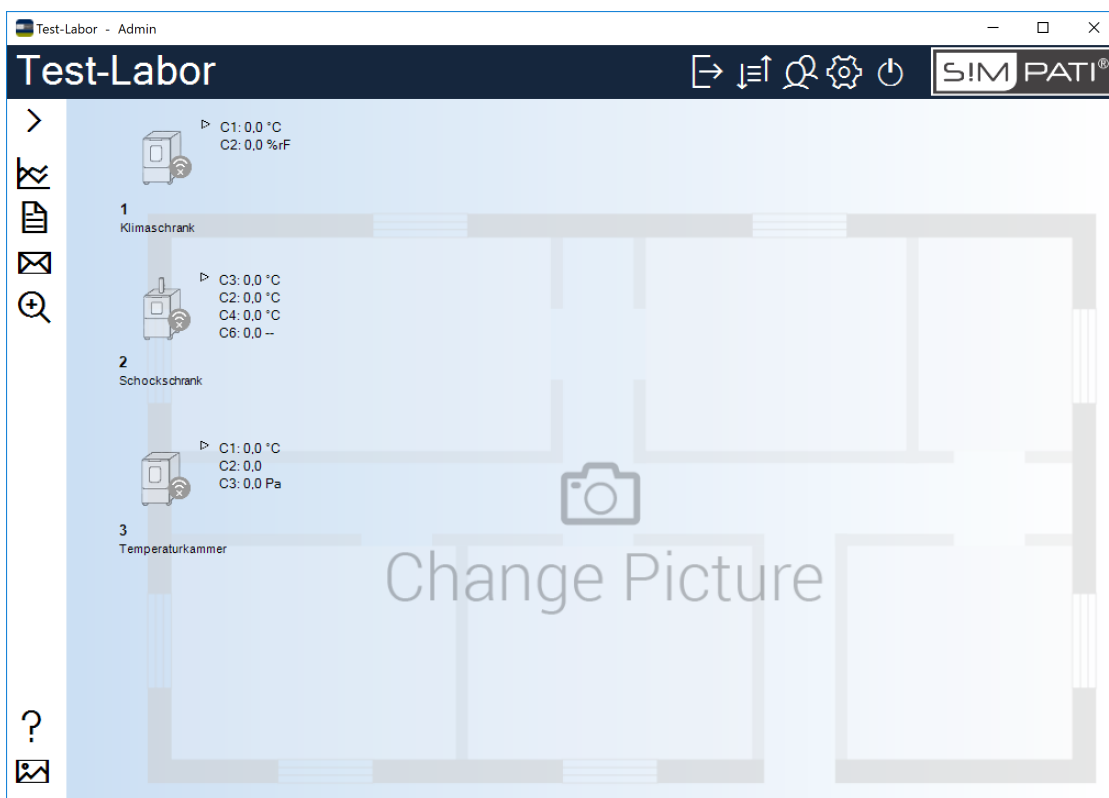 Test-Labor - Admin
Test-Labor
S!MPATI®
C1: 0,0 °C
C2: 0,0 %rF
1
Klimaschrank
C3: 0,0 °C
C2: 0,0 °C
C4: 0,0 °C
C6: 0,0 --
2
Schockschrank
C1: 0,0 °C
C2: 0,0
C3: 0,0 Pa
3
Temperaturkammer
Change Picture